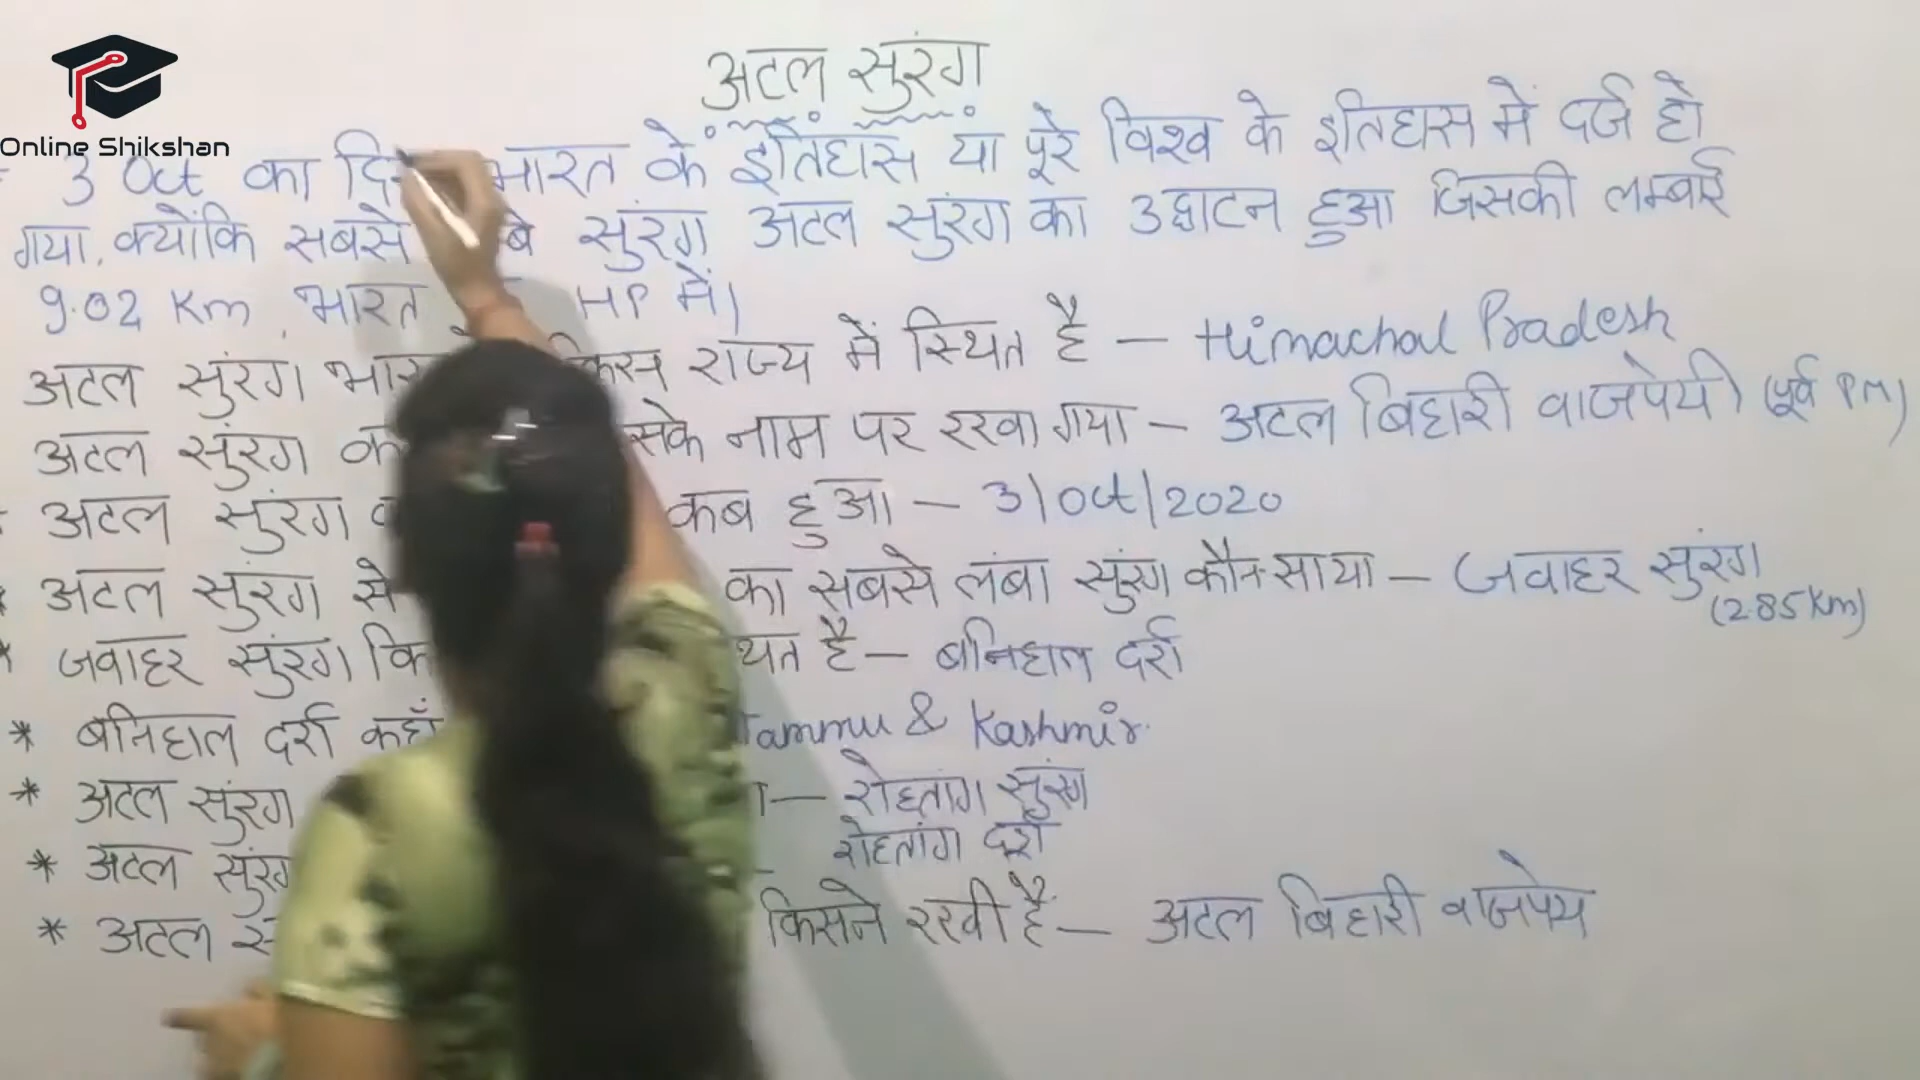 Online Shikshan
अटल सुरंग
3 Oct का दिन भारत के इतिहास या पूरे विश्व के इतिहास में दर्ज हो
गया, क्योंकि सबसे सुरंग अटल सुरंग का उद्घाटन हुआ जिसकी लम्बाई
9.02 Km, भारत HP में।
अटल सुरंग किस राज्य में स्थित है — Himachal Pradesh
अटल सुरंग नाम पर रखा गया — अटल बिहारी वाजपेयी (पूर्व PM)
अटल सुरंग कब हुआ — 3/Oct/2020
* अटल सुरंग से का सबसे लंबा सुरंग कौन सा था — जवाहर सुरंग
(2.85 Km)
* जवाहर सुरंग है — बनिहाल दर्रा
* बनिहाल दर्रा कहाँ Jammu & Kashmir.
* अटल सुरंग — रोहतांग सुरंग
* अटल सुरंग — रोहतांग दर्रा
* अटल किसने रखी है — अटल बिहारी वाजपेय